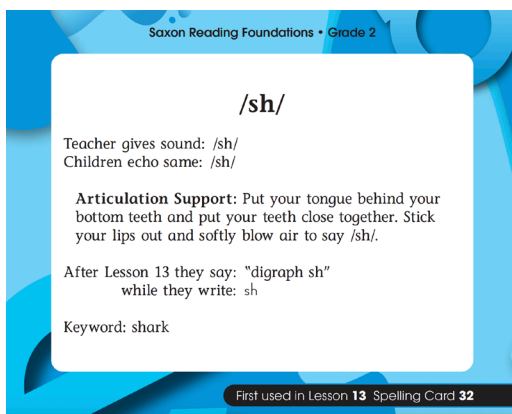 Saxon Reading Foundations • Grade 2
/sh/
Teacher gives sound: /sh/
Children echo same: /sh/
Articulation Support: Put your tongue behind your
bottom teeth and put your teeth close together. Stick
your lips out and softly blow air to say /sh/.
After Lesson 13 they say: "digraph sh"
while they write: sh
Keyword: shark
First used in Lesson 13 Spelling Card 32